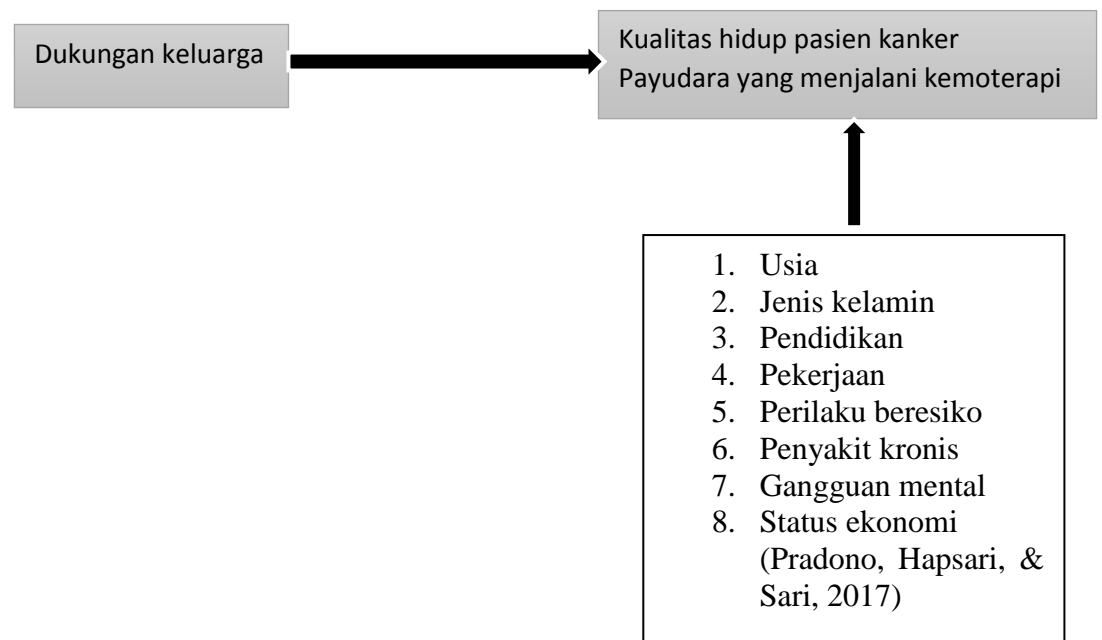 Dukungan keluarga
Kualitas hidup pasien kanker
Payudara yang menjalani kemoterapi
1. Usia
2. Jenis kelamin
3. Pendidikan
4. Pekerjaan
5. Perilaku beresiko
6. Penyakit kronis
7. Gangguan mental
8. Status ekonomi
(Pradono, Hapsari, &
Sari, 2017)